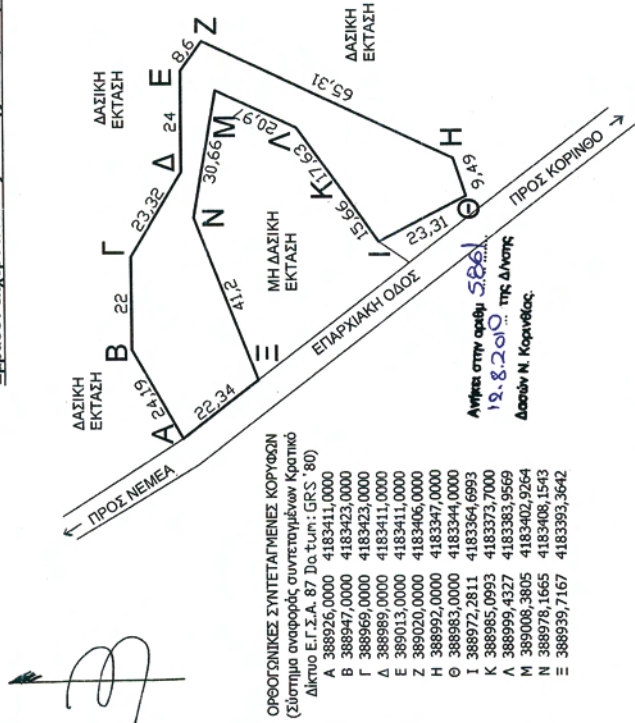 ΔΑΣΙΚΗ
ΕΚΤΑΣΗ
ΔΑΣΙΚΗ
ΕΚΤΑΣΗ
ΔΑΣΙΚΗ
ΕΚΤΑΣΗ
ΜΗ ΔΑΣΙΚΗ
ΕΚΤΑΣΗ
Α
Β
Γ
Δ
Ε
Ζ
Η
Θ
Ι
Κ
Λ
Μ
Ν
Ξ
24,19
22
23,32
24
8,6
65,31
9,49
23,31
15,66
17,63
20,97
30,66
41,2
22,34
ΠΡΟΣ ΝΕΜΕΑ
ΕΠΑΡΧΙΑΚΗ ΟΔΟΣ
ΠΡΟΣ ΚΟΡΙΝΘΟ
ΟΡΘΟΓΩΝΙΚΕΣ ΣΥΝΤΕΤΑΓΜΕΝΕΣ ΚΟΡΥΦΩΝ
(Σύστημα αναφοράς συντεταγμένων Κρατικό
Δίκτυο Ε.Γ.Σ.Α. 87 Datum:GRS '80)
Α 388926,0000 4183411,0000
Β 388947,0000 4183423,0000
Γ 388969,0000 4183423,0000
Δ 388989,0000 4183411,0000
Ε 389013,0000 4183411,0000
Ζ 389020,0000 4183406,0000
Η 388992,0000 4183347,0000
Θ 388983,0000 4183344,0000
Ι 388972,2811 4183364,6993
Κ 388985,0993 4183373,7000
Λ 388999,4327 4183383,9569
Μ 389008,3805 4183402,9264
Ν 388978,1665 4183408,1543
Ξ 388939,7167 4183393,3642
Ανήκει στην αριθμ 5861
12.8.2010 της Δ/νσης
Δασών Ν. Κορινθίας.